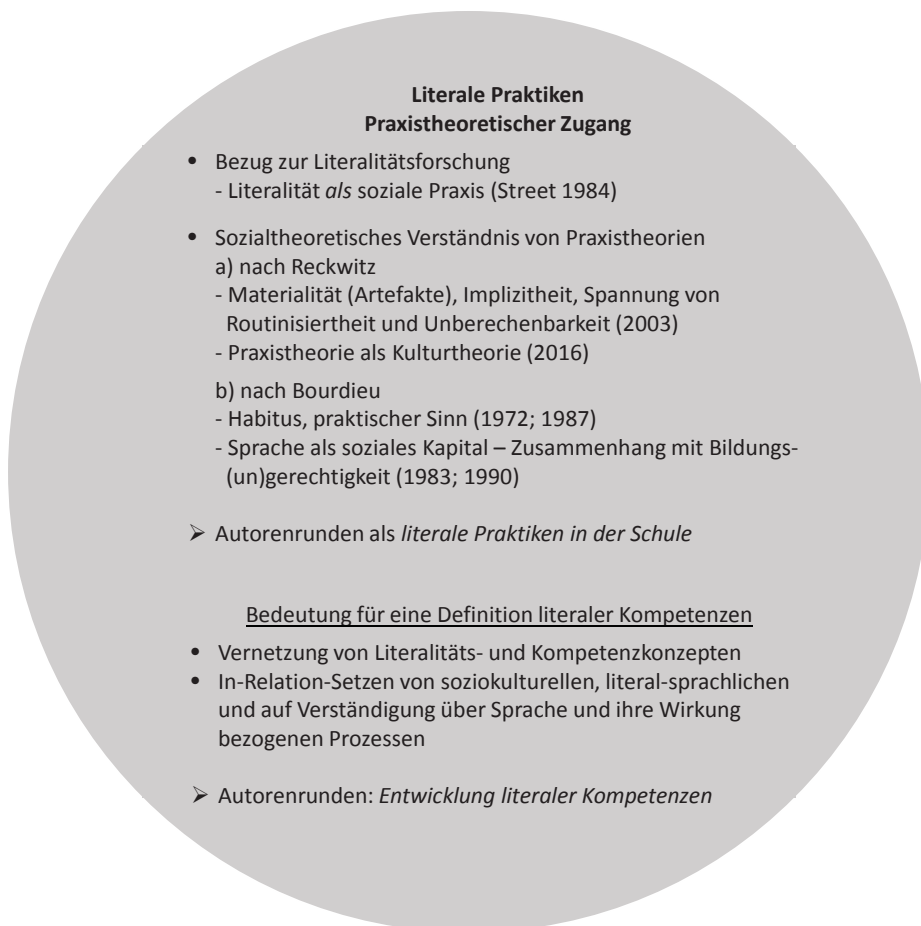 Literale Praktiken
Praxistheoretischer Zugang
• Bezug zur Literalitätsforschung
- Literalität als soziale Praxis (Street 1984)
• Sozialtheoretisches Verständnis von Praxistheorien
a) nach Reckwitz
- Materialität (Artefakte), Implizitheit, Spannung von
Routinisiertheit und Unberechenbarkeit (2003)
- Praxistheorie als Kulturtheorie (2016)
b) nach Bourdieu
- Habitus, praktischer Sinn (1972; 1987)
- Sprache als soziales Kapital – Zusammenhang mit Bildungs-
(un)gerechtigkeit (1983; 1990)
➢ Autorenrunden als literale Praktiken in der Schule
Bedeutung für eine Definition literaler Kompetenzen
• Vernetzung von Literalitäts- und Kompetenzkonzepten
• In-Relation-Setzen von soziokulturellen, literal-sprachlichen
und auf Verständigung über Sprache und ihre Wirkung
bezogenen Prozessen
➢ Autorenrunden: Entwicklung literaler Kompetenzen